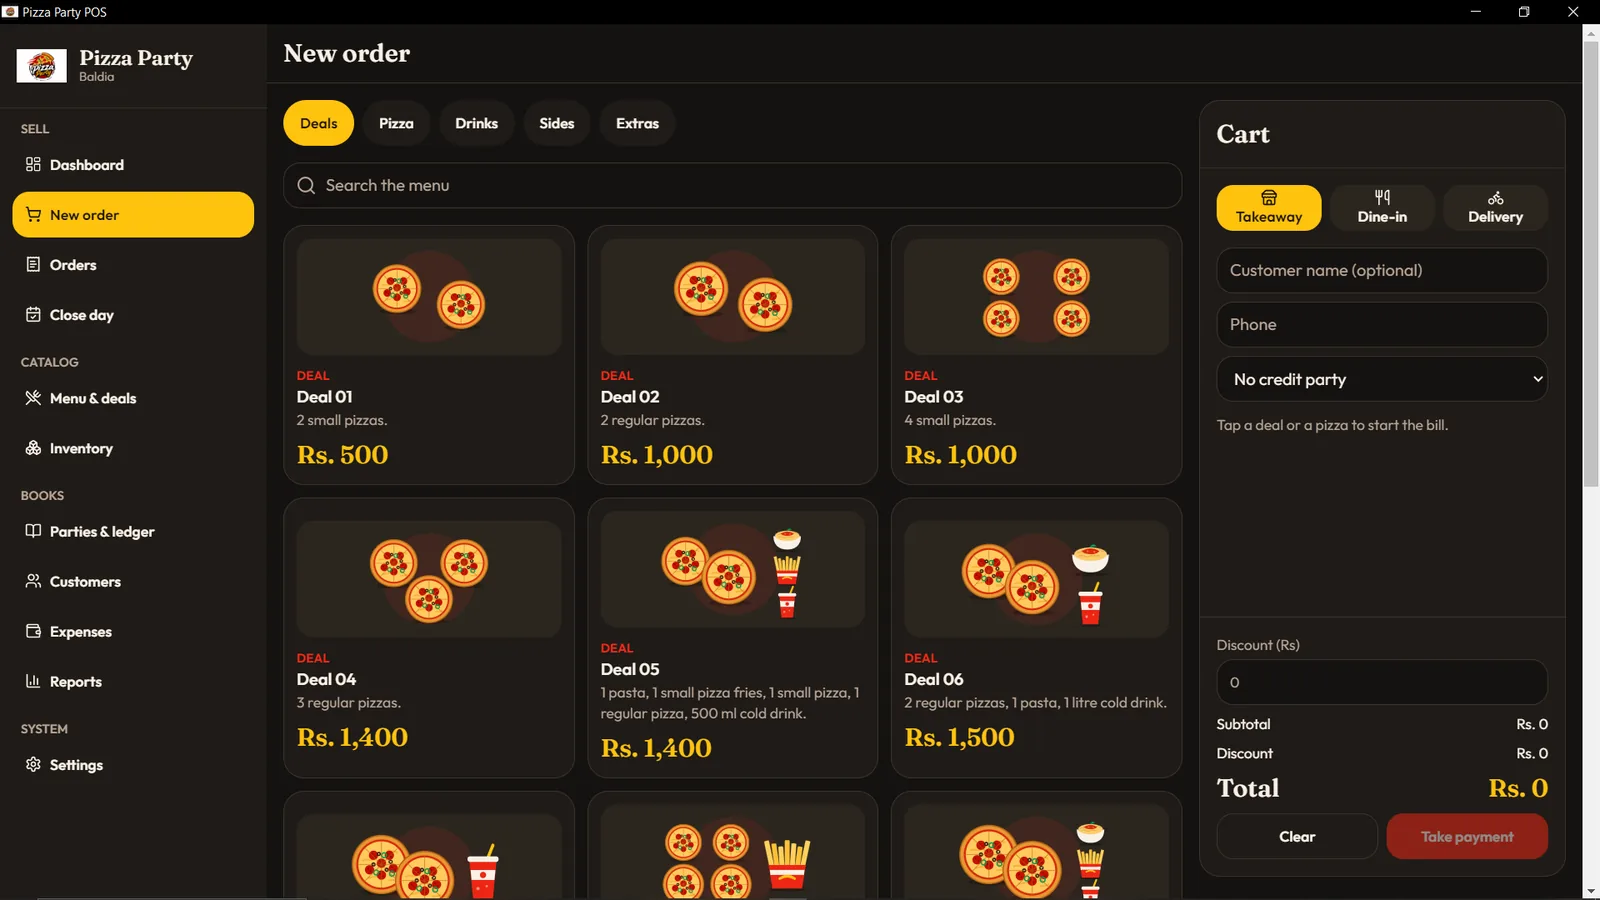 Pizza Party POS
Pizza Party
Baldia
SELL
Dashboard
New order
Orders
Close day
CATALOG
Menu & deals
Inventory
BOOKS
Parties & ledger
Customers
Expenses
Reports
SYSTEM
Settings
New order
Deals
Pizza
Drinks
Sides
Extras
Search the menu
DEAL
Deal 01
2 small pizzas.
Rs. 500
DEAL
Deal 02
2 regular pizzas.
Rs. 1,000
DEAL
Deal 03
4 small pizzas.
Rs. 1,000
DEAL
Deal 04
3 regular pizzas.
Rs. 1,400
DEAL
Deal 05
1 pasta, 1 small pizza fries, 1 small pizza, 1
regular pizza, 500 ml cold drink.
Rs. 1,400
DEAL
Deal 06
2 regular pizzas, 1 pasta, 1 litre cold drink.
Rs. 1,500
Cart
Takeaway
Dine-in
Delivery
Customer name (optional)
Phone
No credit party
Tap a deal or a pizza to start the bill.
Discount (Rs)
0
Subtotal Rs. 0
Discount Rs. 0
Total Rs. 0
Clear
Take payment